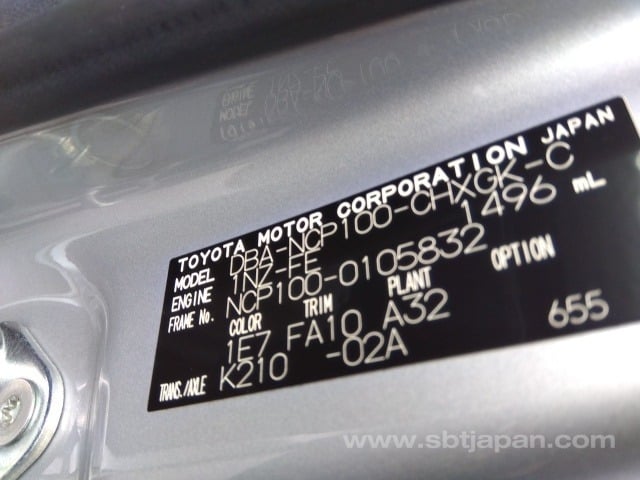 TOYOTA MOTOR CORPORATION JAPAN
MODEL DBA-NCP100-CHXGK-C
ENGINE 1NZ-FE 1496 mL
FRAME No. NCP100-0105832
COLOR TRIM PLANT OPTION
1E7 FA10 A32
TRANS./AXLE K210 -02A 655
www.sbtjapan.com